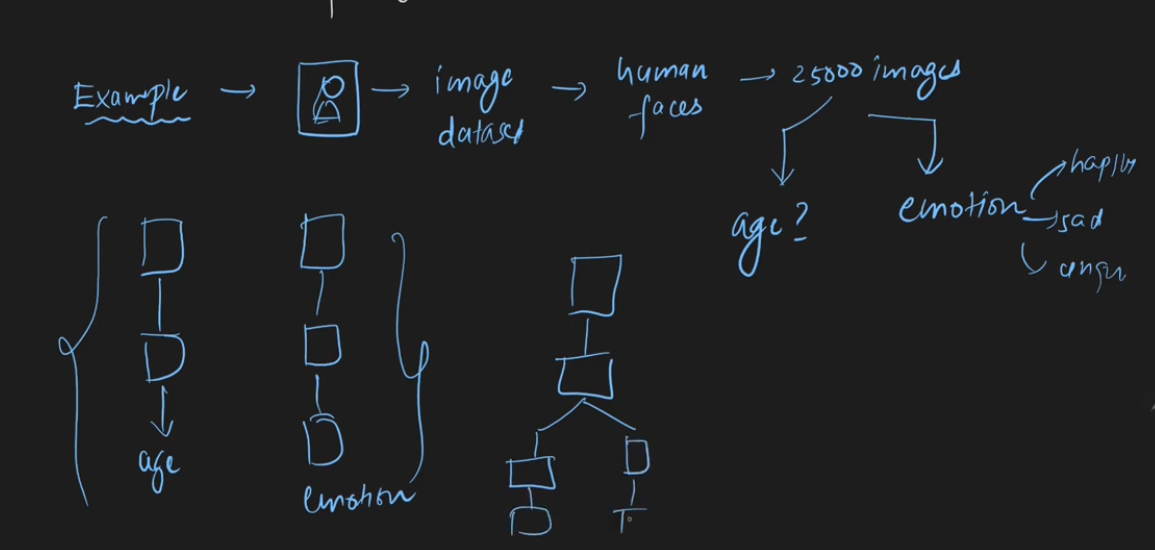 Example
image
dataset
human
faces
25000 images
age?
emotion
happy
sad
angry
age
emotion